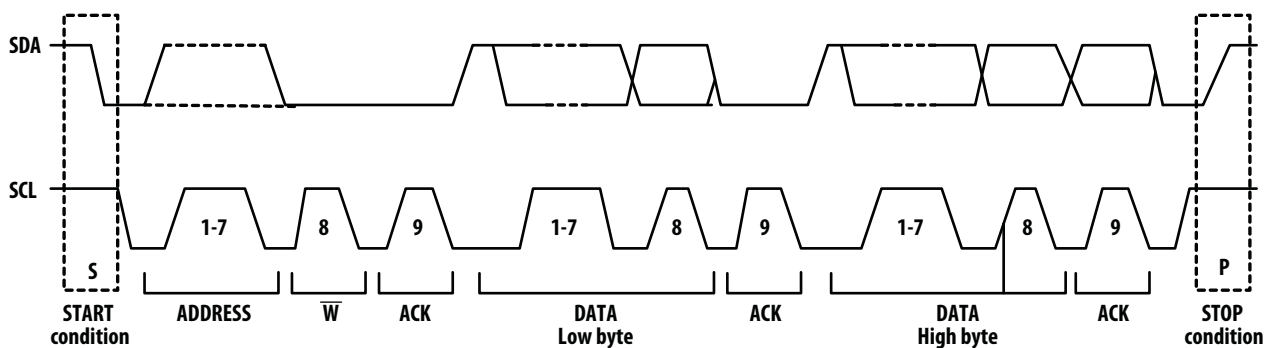 SDA
SCL
1-7 8 9 1-7 8 9 1-7 8 9
S P
START condition
ADDRESS
W̅
ACK
DATA Low byte
ACK
DATA High byte
ACK
STOP condition